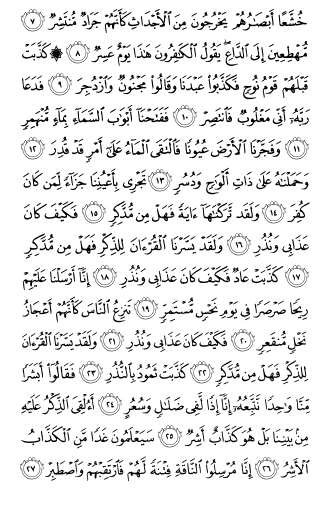 خُشَّعًا أَبْصَٰرُهُمْ يَخْرُجُونَ مِنَ ٱلْأَجْدَاثِ كَأَنَّهُمْ جَرَادٌ مُّنتَشِرٌ ٧
مُّهْطِعِينَ إِلَى ٱلدَّاعِ يَقُولُ ٱلْكَٰفِرُونَ هَٰذَا يَوْمٌ عَسِرٌ ٨ ۞ كَذَّبَتْ
قَبْلَهُمْ قَوْمُ نُوحٍ فَكَذَّبُوا۟ عَبْدَنَا وَقَالُوا۟ مَجْنُونٌ وَٱزْدُجِرَ ٩ فَدَعَا
رَبَّهُۥٓ أَنِّى مَغْلُوبٌ فَٱنتَصِرْ ١٠ فَفَتَحْنَآ أَبْوَٰبَ ٱلسَّمَآءِ بِمَآءٍ مُّنْهَمِرٍ
١١ وَفَجَّرْنَا ٱلْأَرْضَ عُيُونًا فَٱلْتَقَى ٱلْمَآءُ عَلَىٰٓ أَمْرٍ قَدْ قُدِرَ ١٢
وَحَمَلْنَٰهُ عَلَىٰ ذَاتِ أَلْوَٰحٍ وَدُسُرٍ ١٣ تَجْرِى بِأَعْيُنِنَا جَزَآءً لِّمَن كَانَ
كُفِرَ ١٤ وَلَقَد تَّرَكْنَٰهَآ ءَايَةً فَهَلْ مِن مُّدَّكِرٍ ١٥ فَكَيْفَ كَانَ
عَذَابِى وَنُذُرِ ١٦ وَلَقَدْ يَسَّرْنَا ٱلْقُرْءَانَ لِلذِّكْرِ فَهَلْ مِن مُّدَّكِرٍ
١٧ كَذَّبَتْ عَادٌ فَكَيْفَ كَانَ عَذَابِى وَنُذُرِ ١٨ إِنَّآ أَرْسَلْنَا عَلَيْهِمْ
رِيحًا صَرْصَرًا فِى يَوْمِ نَحْسٍ مُّسْتَمِرٍّ ١٩ تَنزِعُ ٱلنَّاسَ كَأَنَّهُمْ أَعْجَازُ
نَخْلٍ مُّنقَعِرٍ ٢٠ فَكَيْفَ كَانَ عَذَابِى وَنُذُرِ ٢١ وَلَقَدْ يَسَّرْنَا ٱلْقُرْءَانَ
لِلذِّكْرِ فَهَلْ مِن مُّدَّكِرٍ ٢٢ كَذَّبَتْ ثَمُودُ بِٱلنُّذُرِ ٢٣ فَقَالُوٓا۟ أَبَشَرًا
مِّنَّا وَٰحِدًا نَّتَّبِعُهُۥٓ إِنَّآ إِذًا لَّفِى ضَلَٰلٍ وَسُعُرٍ ٢٤ أَءُلْقِىَ ٱلذِّكْرُ عَلَيْهِ
مِنۢ بَيْنِنَا بَلْ هُوَ كَذَّابٌ أَشِرٌ ٢٥ سَيَعْلَمُونَ غَدًا مَّنِ ٱلْكَذَّابُ
ٱلْأَشِرُ ٢٦ إِنَّا مُرْسِلُوا۟ ٱلنَّاقَةِ فِتْنَةً لَّهُمْ فَٱرْتَقِبْهُمْ وَٱصْطَبِرْ ٢٧